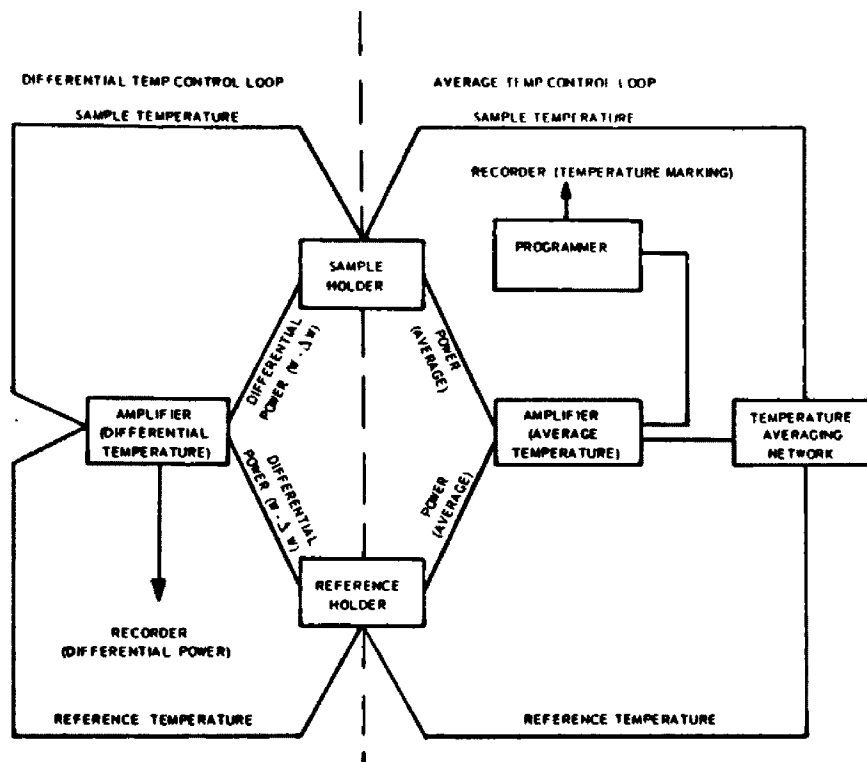 DIFFERENTIAL TEMP CONTROL LOOP
AVERAGE TEMP CONTROL LOOP
SAMPLE TEMPERATURE
SAMPLE TEMPERATURE
RECORDER (TEMPERATURE MARKING)
PROGRAMMER
SAMPLE
HOLDER
DIFFERENTIAL
POWER (W - Δ W)
POWER
(AVERAGE)
AMPLIFIER
(DIFFERENTIAL
TEMPERATURE)
AMPLIFIER
(AVERAGE
TEMPERATURE)
TEMPERATURE
AVERAGING
NETWORK
DIFFERENTIAL
POWER (W - Δ W)
POWER
(AVERAGE)
REFERENCE
HOLDER
RECORDER
(DIFFERENTIAL POWER)
REFERENCE TEMPERATURE
REFERENCE TEMPERATURE